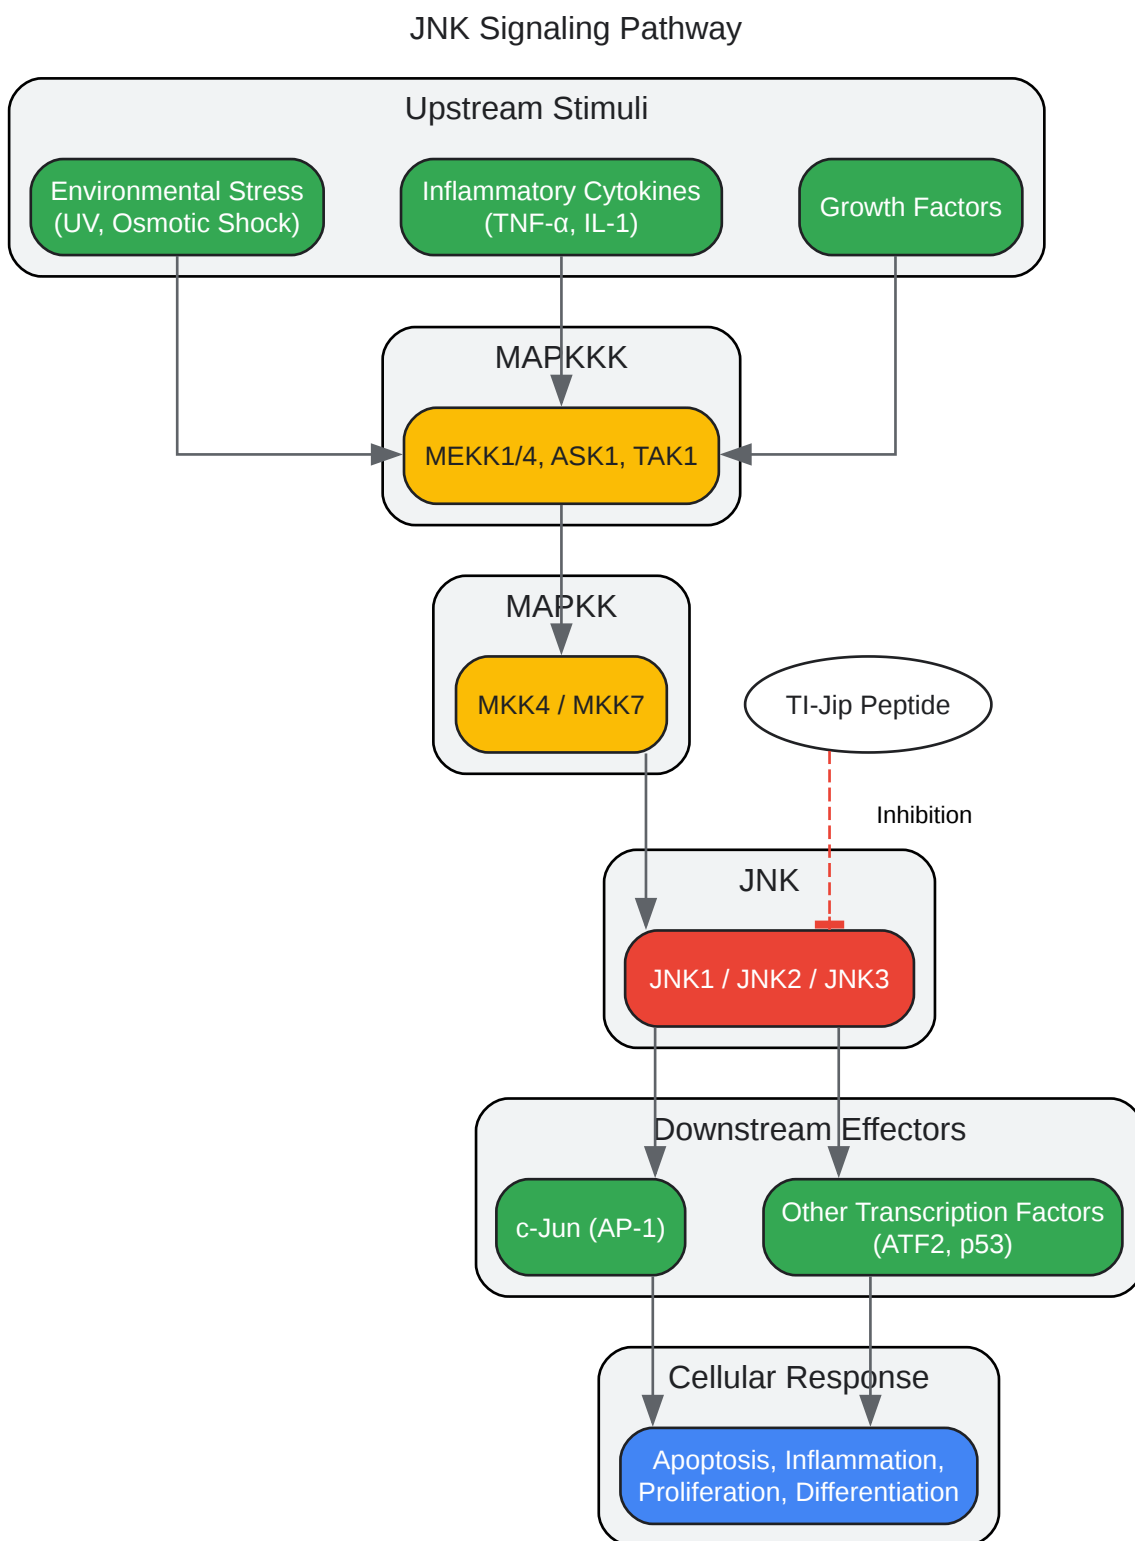 JNK Signaling Pathway
Upstream Stimuli
Environmental Stress
(UV, Osmotic Shock)
Inflammatory Cytokines
(TNF-α, IL-1)
Growth Factors
MAPKKK
MEKK1/4, ASK1, TAK1
MAPKK
MKK4 / MKK7
TI-Jip Peptide
Inhibition
JNK
JNK1 / JNK2 / JNK3
Downstream Effectors
c-Jun (AP-1)
Other Transcription Factors
(ATF2, p53)
Cellular Response
Apoptosis, Inflammation,
Proliferation, Differentiation